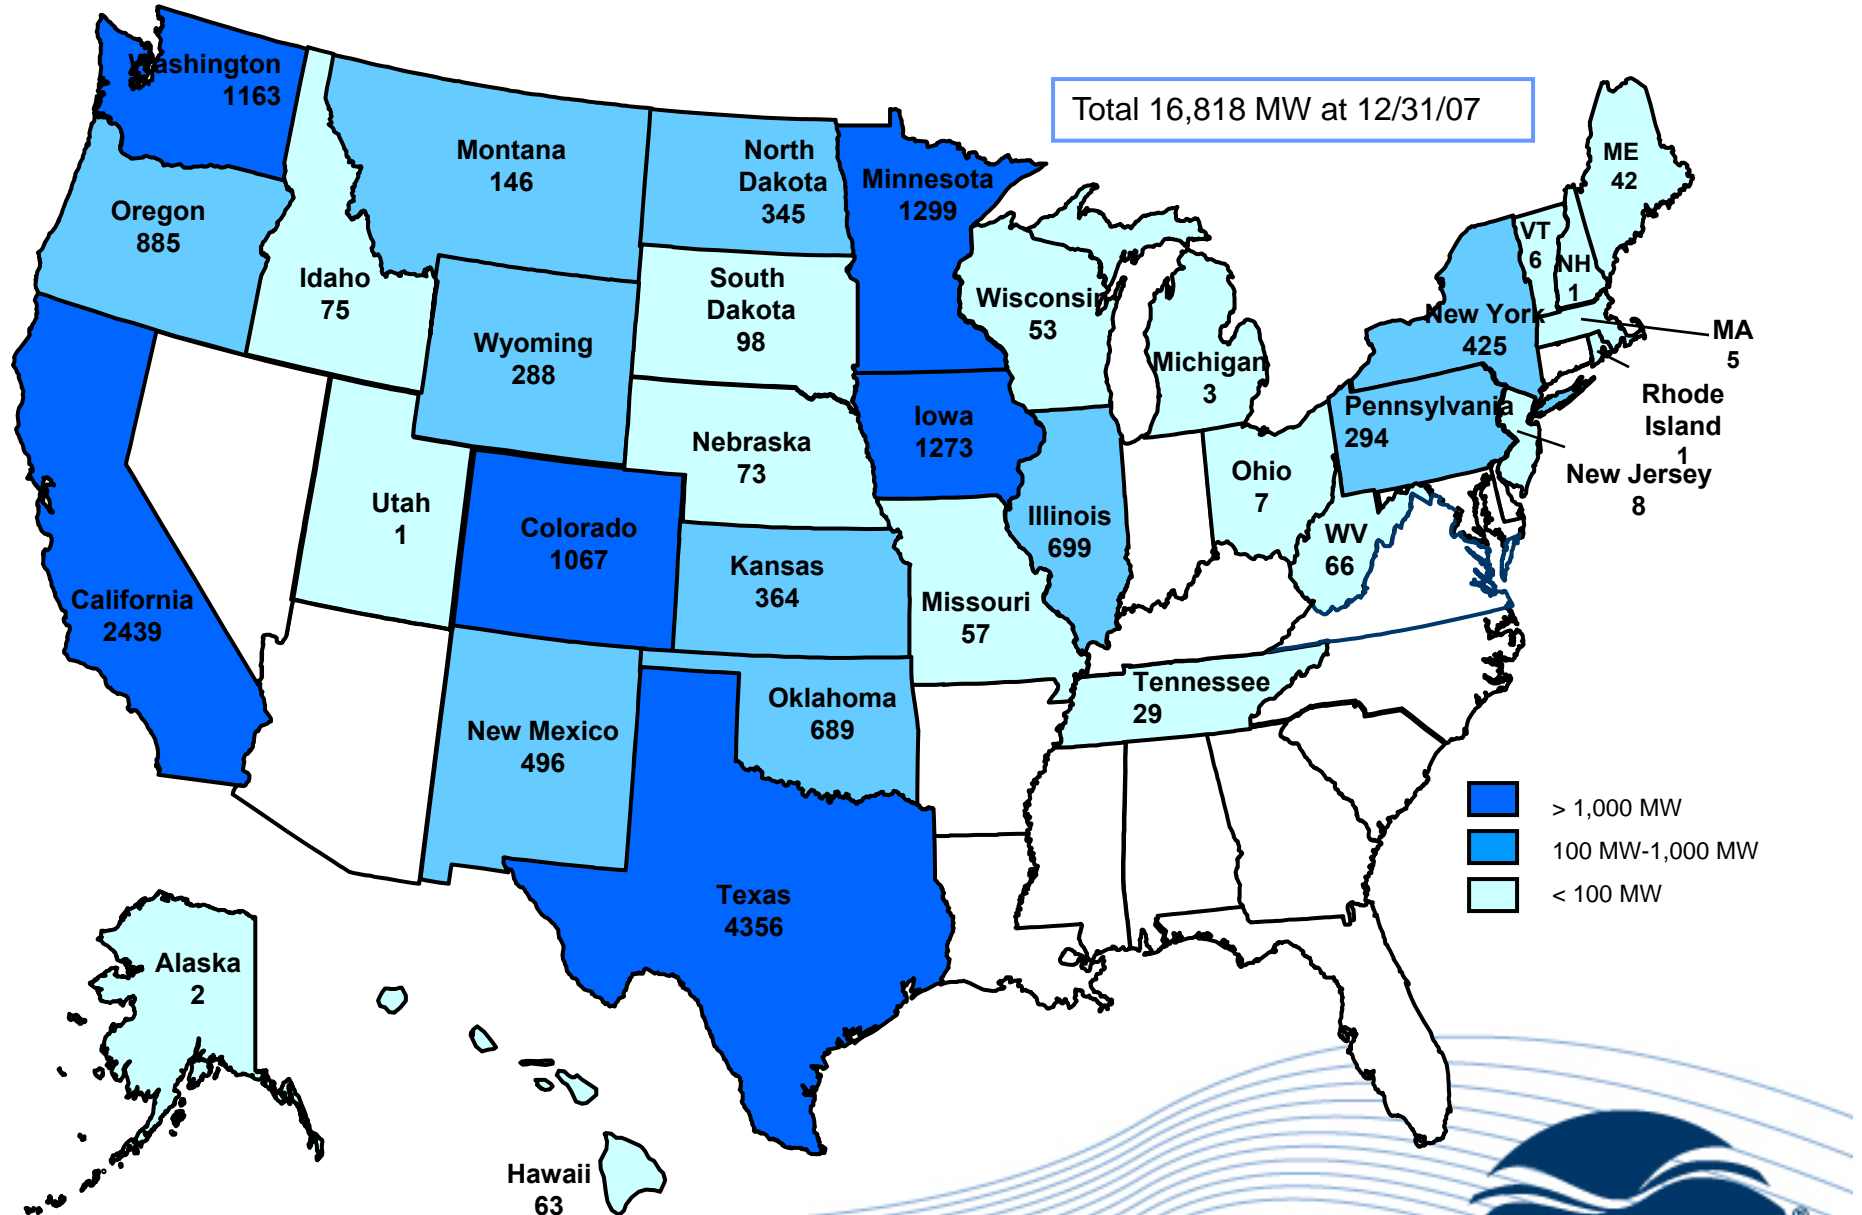 Total 16,818 MW at 12/31/07
Washington
1163
Oregon
885
Idaho
75
Montana
146
North
Dakota
345
Minnesota
1299
South
Dakota
98
Wyoming
288
Wisconsin
53
Michigan
3
ME
42
VT
6
NH
1
New York
425
MA
5
Rhode
Island
1
Pennsylvania
294
New Jersey
8
Iowa
1273
Nebraska
73
Utah
1
Colorado
1067
Kansas
364
Illinois
699
Ohio
7
WV
66
Missouri
57
California
2439
Tennessee
29
Oklahoma
689
New Mexico
496
Texas
4356
Alaska
2
Hawaii
63
> 1,000 MW
100 MW-1,000 MW
< 100 MW
®